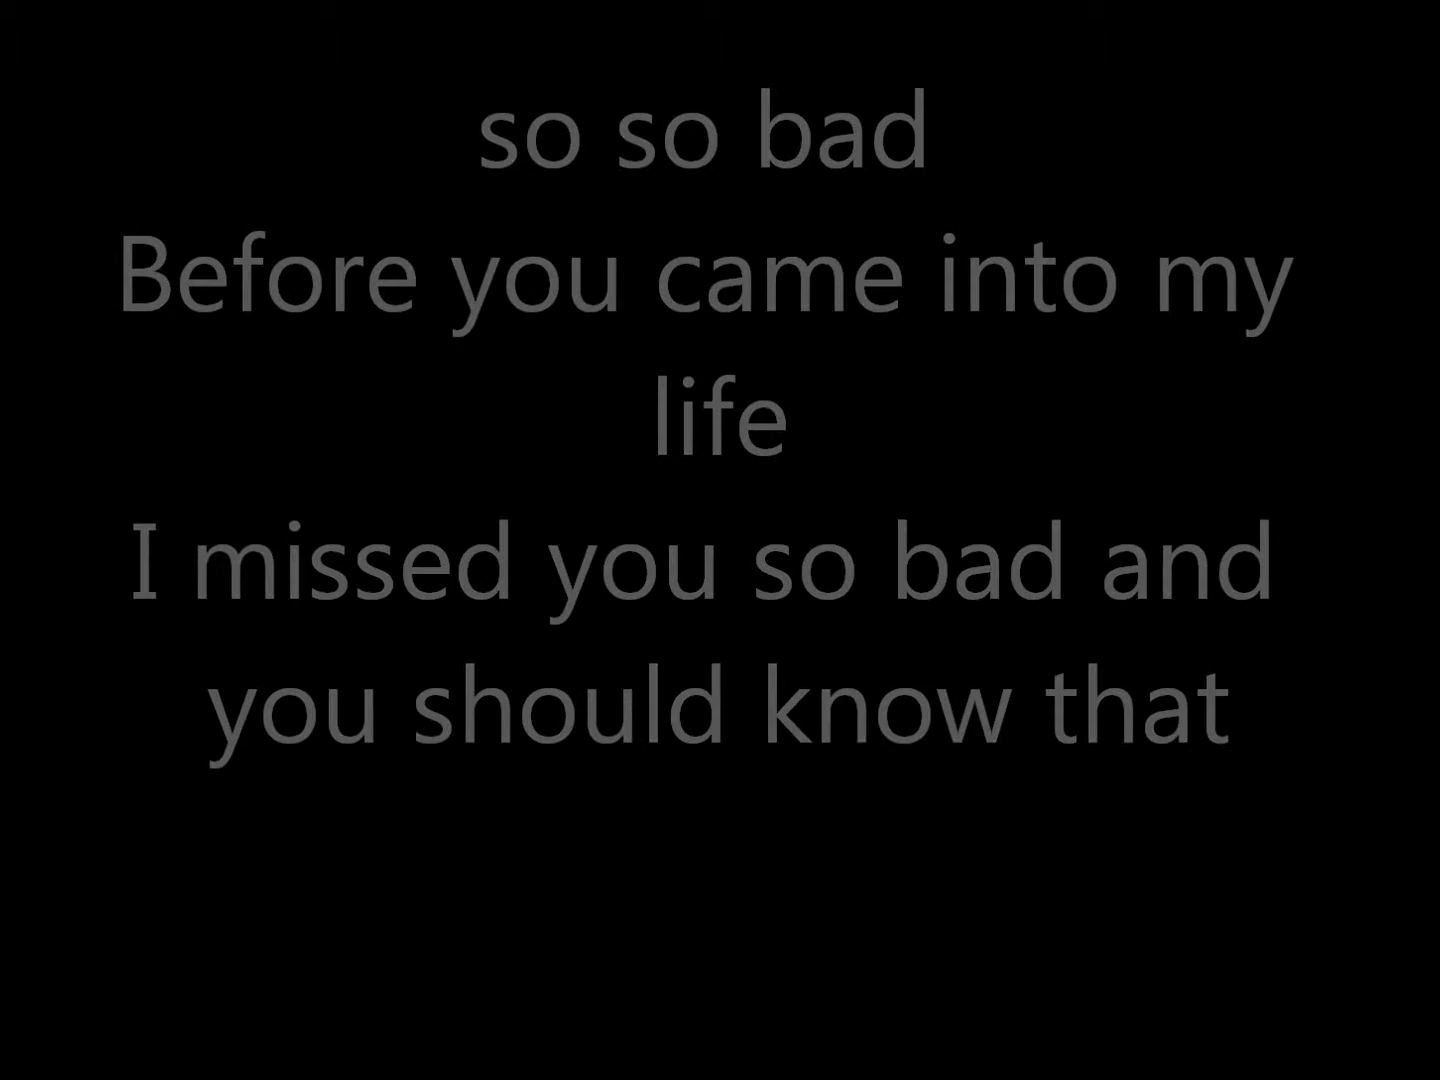 so so bad
Before you came into my
life
I missed you so bad and
you should know that